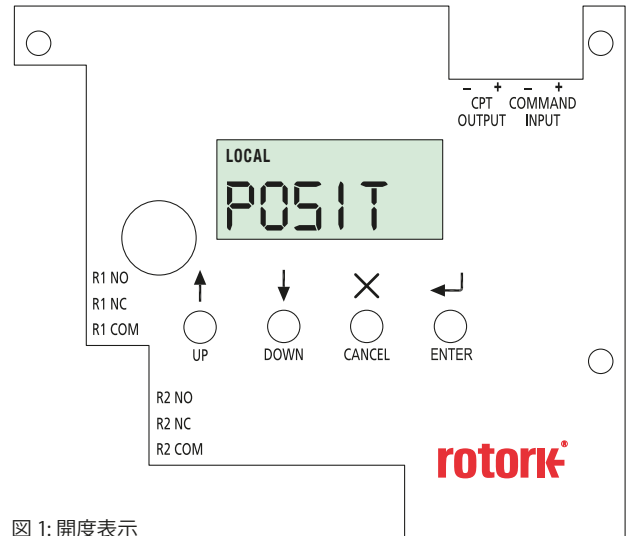 − + − +
CPT COMMAND
OUTPUT INPUT
LOCAL
POSIT
R1 NO
R1 NC
R1 COM
UP DOWN CANCEL ENTER
R2 NO
R2 NC
R2 COM
rotork®
図 1: 開度表示